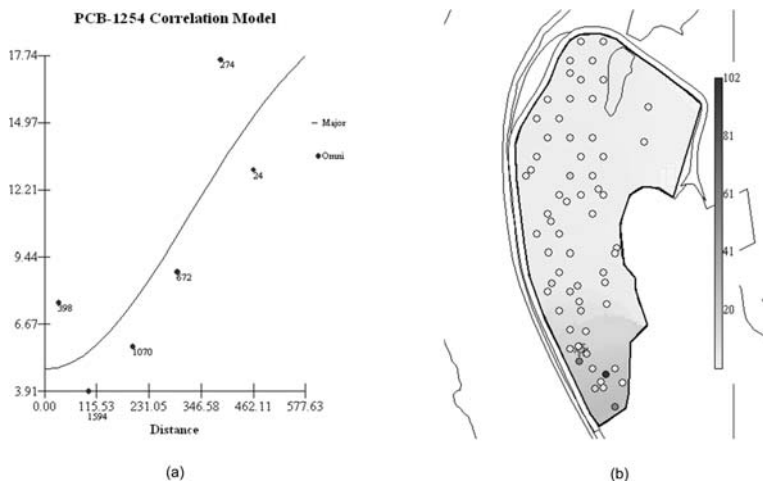 PCB-1254 Correlation Model
17.74
14.97
12.21
9.44
6.67
3.91
274
24
672
398
1070
1594
Major
Omni
0.00 115.53 231.05 346.58 462.11 577.63
Distance
(a)
102
81
61
41
20
(b)